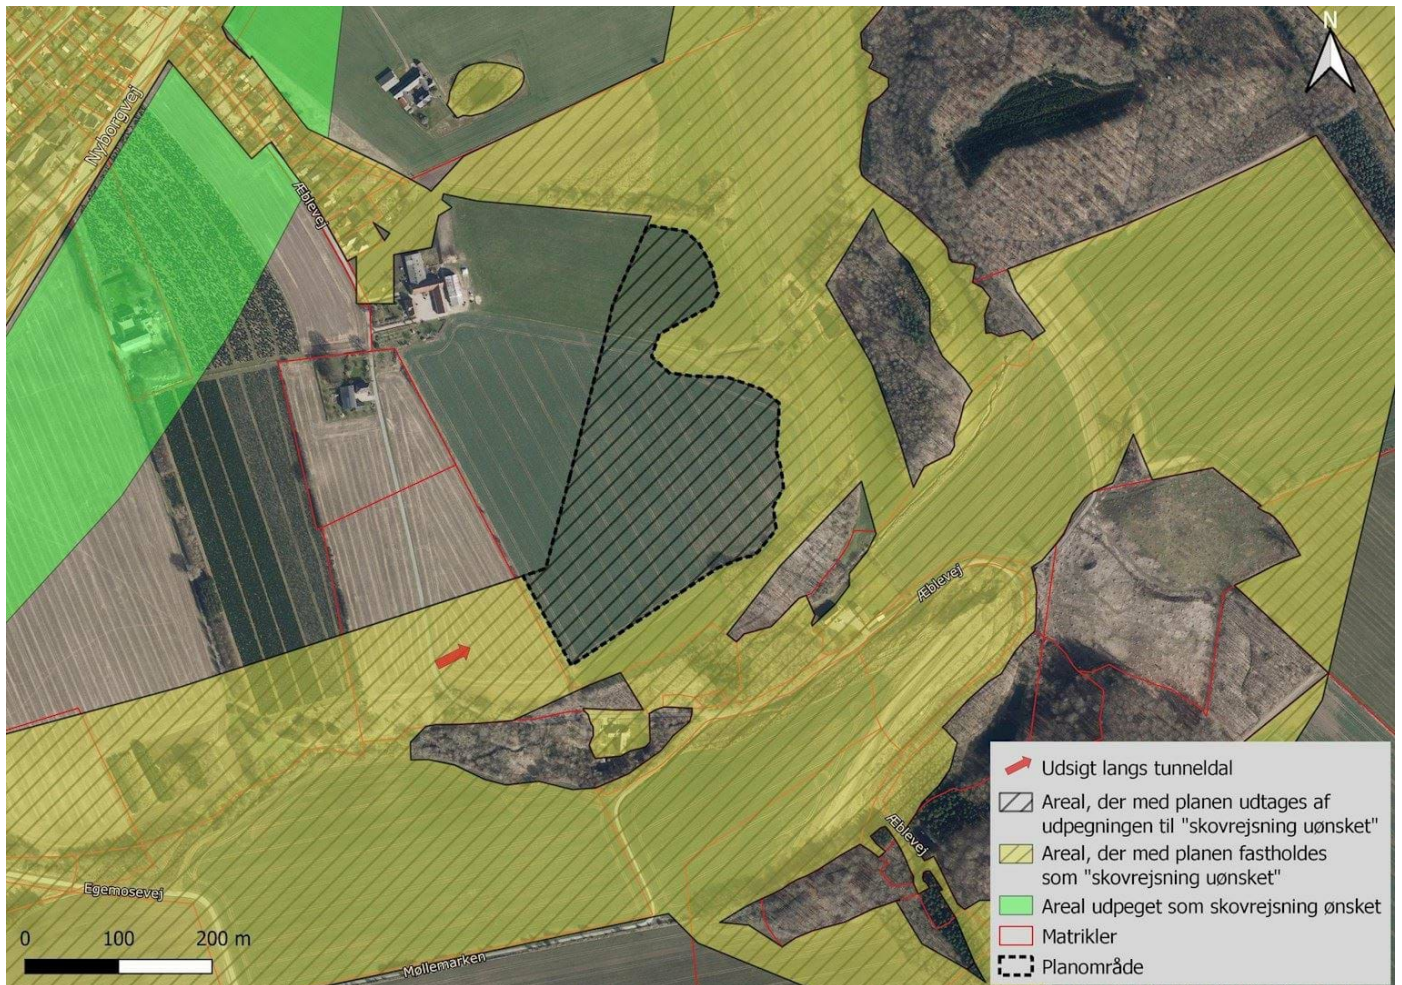 N
Nyborgvej
Æblevej
Æblevej
Æblevej
Egemosevej
Møllemarken
0 100 200 m
Udsigt langs tunneldal
Areal, der med planen udtages af
udpegningen til "skovrejsning uønsket"
Areal, der med planen fastholdes
som "skovrejsning uønsket"
Areal udpeget som skovrejsning ønsket
Matrikler
Planområde